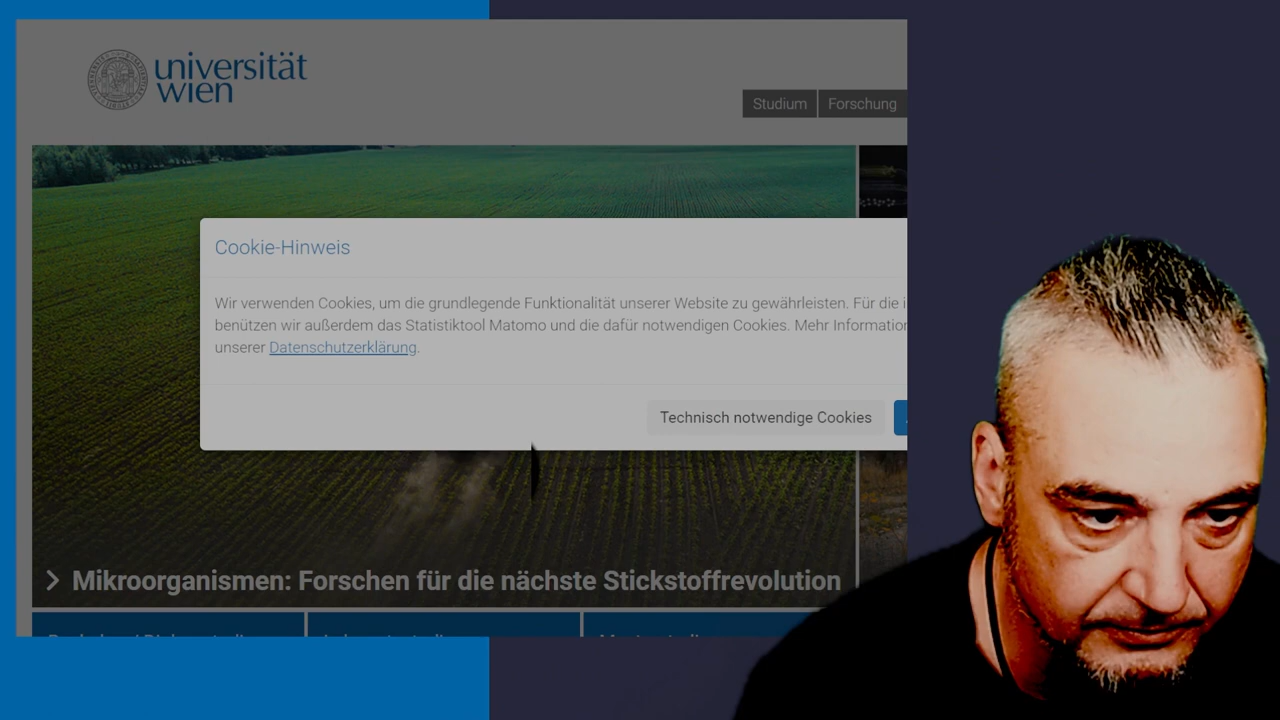 universität
wien
Studium
Forschung
Cookie-Hinweis
Wir verwenden Cookies, um die grundlegende Funktionalität unserer Website zu gewährleisten. Für die
benützen wir außerdem das Statistiktool Matomo und die dafür notwendigen Cookies. Mehr
unserer Datenschutzerklärung.
Technisch notwendige Cookies
Mikroorganismen: Forschen für die nächste Stickstoffrevolution